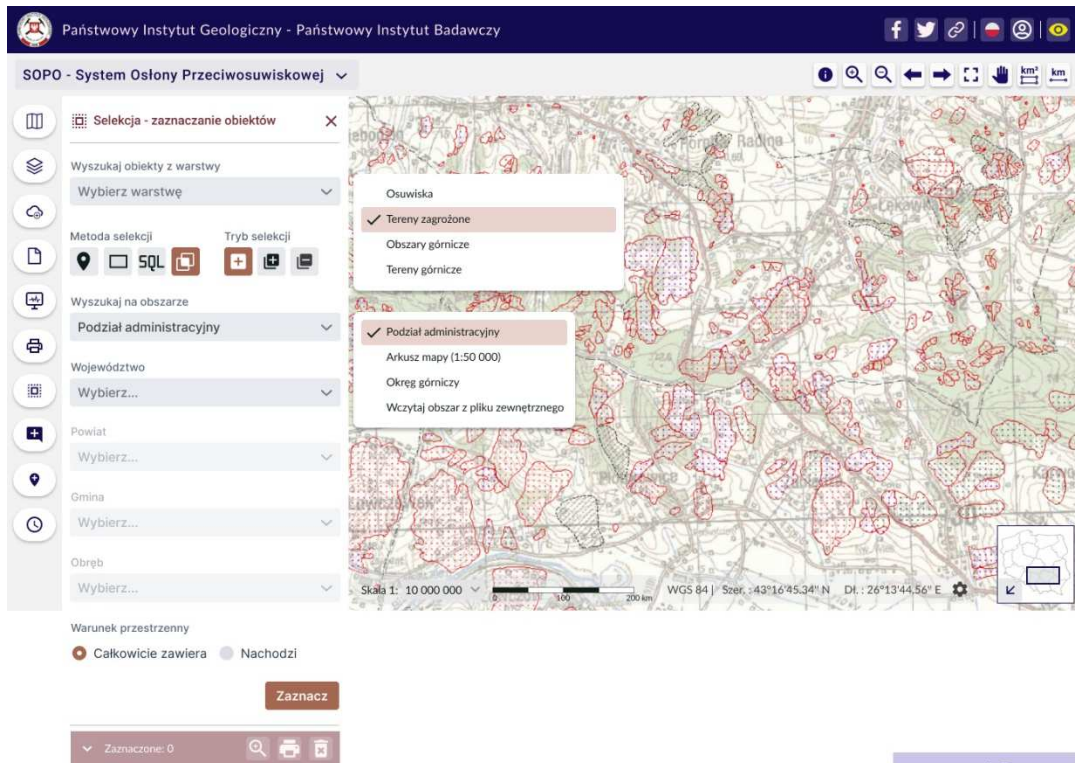 Państwowy Instytut Geologiczny - Państwowy Instytut Badawczy
SOPO - System Osłony Przeciwosuwiskowej
km²
km
Selekcja - zaznaczanie obiektów
Wyszukaj obiekty z warstwy
Wybierz warstwę
Metoda selekcji
Tryb selekcji
SQL
Wyszukaj na obszarze
Podział administracyjny
Województwo
Wybierz...
Powiat
Wybierz...
Gmina
Wybierz...
Obręb
Wybierz...
Warunek przestrzenny
Całkowicie zawiera
Nachodzi
Zaznacz
Zaznaczone: 0
Osuwiska
Tereny zagrożone
Obszary górnicze
Tereny górnicze
Podział administracyjny
Arkusz mapy (1:50 000)
Okręg górniczy
Wczytaj obszar z pliku zewnętrznego
Radlna
Skala 1: 10 000 000
0 100 200 km
WGS 84 | Szer. : 43°16'45.34" N Dł. : 26°13'44.56" E